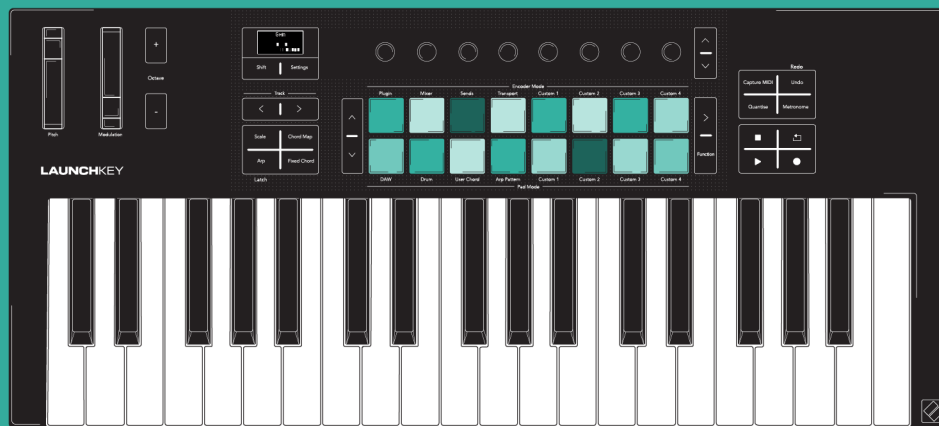 Pitch
Modulation
+
Octave
-
LAUNCHKEY
Shift
Settings
Track
< >
Scale
Chord Map
Arp
Fixed Chord
Latch
Encoder Mode
Plugin Mixer Sends Transport Custom 1 Custom 2 Custom 3 Custom 4
DAW Drum User Chord Arp Pattern Custom 1 Custom 2 Custom 3 Custom 4
Pad Mode
>
Function
Redo
Capture MIDI
Undo
Quantise
Metronome